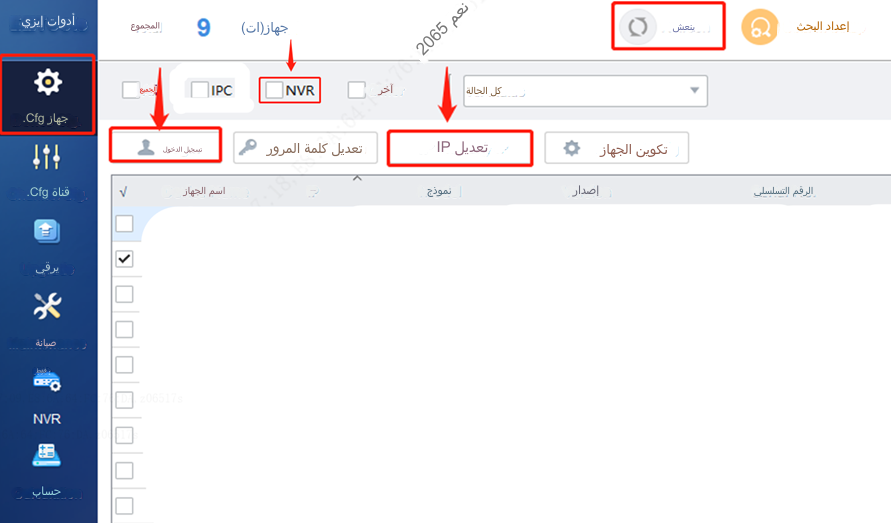 أدوات إيزي
المجموع 9 جهاز(ات)
ينعش
إعداد البحث
2065 نعم
جهاز Cfg.
الجميع
IPC
NVR
آخر
كل الحالة
تسجيل الدخول
تعديل كلمة المرور
تعديل IP
تكوين الجهاز
√
اسم الجهاز
نموذج
إصدار
الرقم التسلسلي
قناة Cfg.
يرقي
صيانة
NVR
حساب